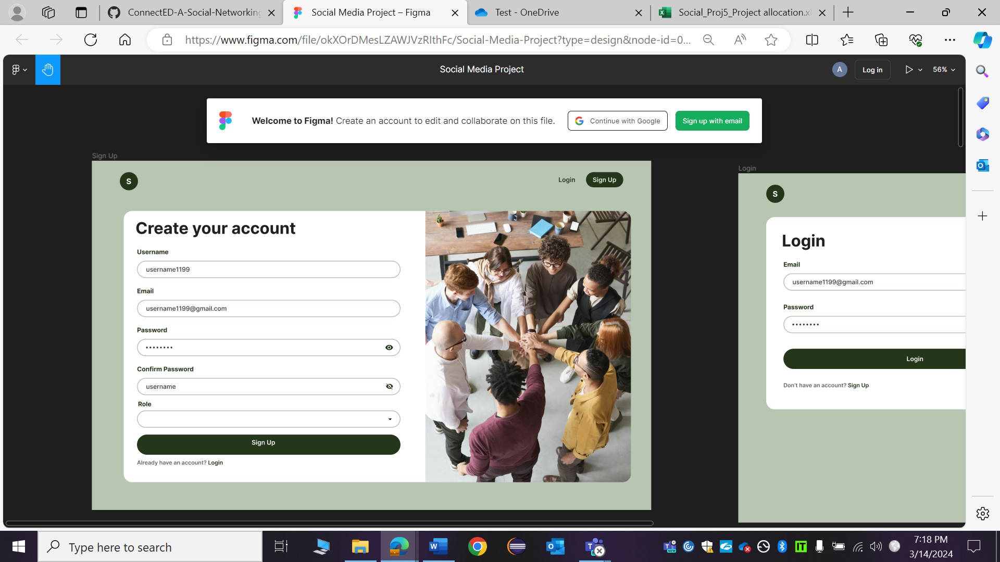 ConnectED-A-Social-Networking
Social Media Project – Figma
Test - OneDrive
Social_Proj5_Project allocation.xl
https://www.figma.com/file/okXOrDMesLZAWJVzRIthFc/Social-Media-Project?type=design&node-id=0...
Social Media Project
A
Log in
56%
Welcome to Figma! Create an account to edit and collaborate on this file.
Continue with Google
Sign up with email
Sign Up
S
Login
Sign Up
Create your account
Username
username1199
Email
username1199@gmail.com
Password
Confirm Password
username
Role
Sign Up
Already have an account? Login
Login
S
Login
Email
username1199@gmail.com
Password
Login
Don't have an account? Sign Up
Type here to search
7:18 PM
3/14/2024